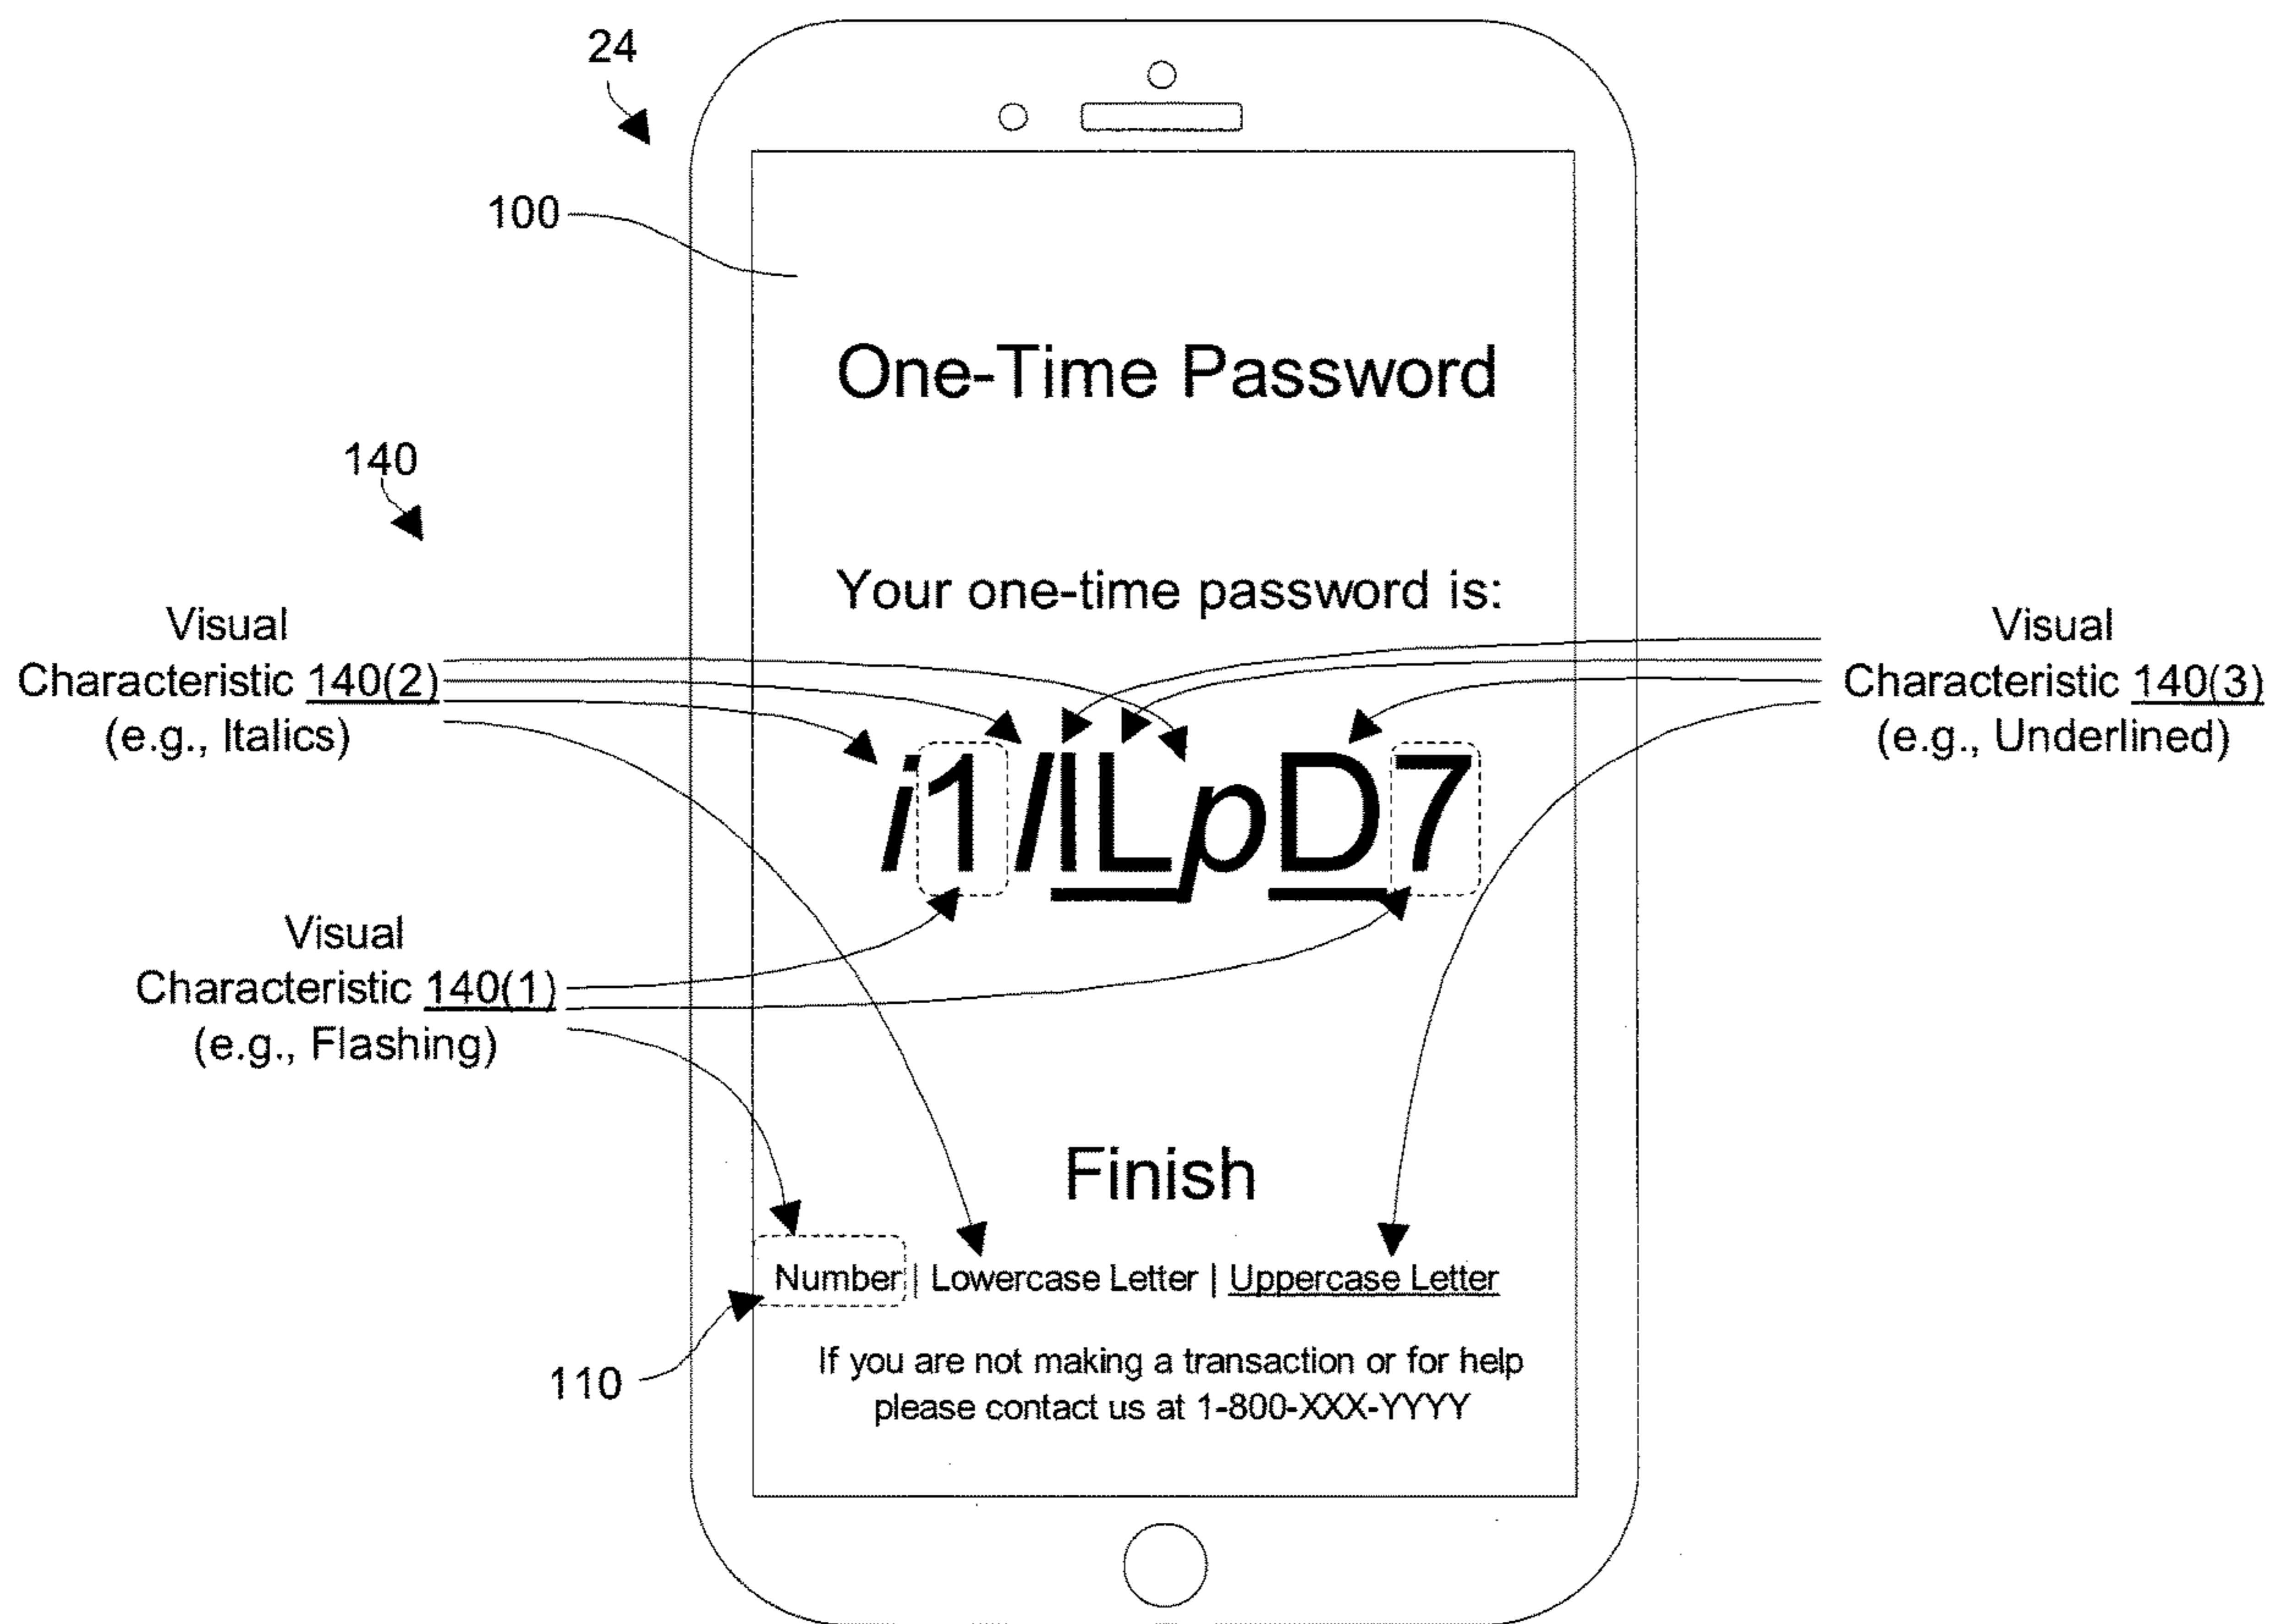 24
100
One-Time Password
140
Your one-time password is:
Visual
Characteristic 140(2)
(e.g., Italics)
Visual
Characteristic 140(3)
(e.g., Underlined)
i1lILpD7
Visual
Characteristic 140(1)
(e.g., Flashing)
Finish
Number | Lowercase Letter | Uppercase Letter
110
If you are not making a transaction or for help
please contact us at 1-800-XXX-YYYY